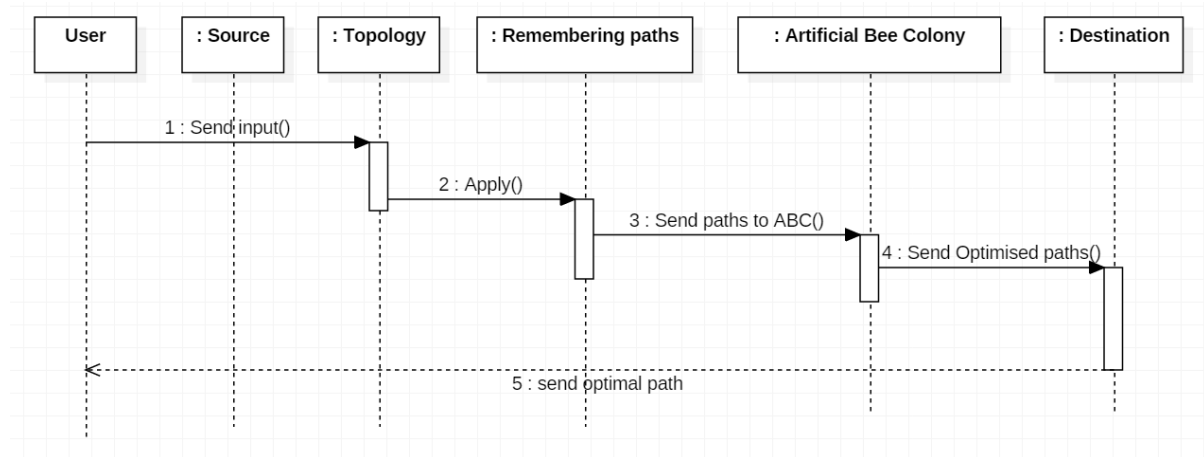 User
: Source
: Topology
: Remembering paths
: Artificial Bee Colony
: Destination
1 : Send input()
2 : Apply()
3 : Send paths to ABC()
4 : Send Optimised paths()
5 : send optimal path